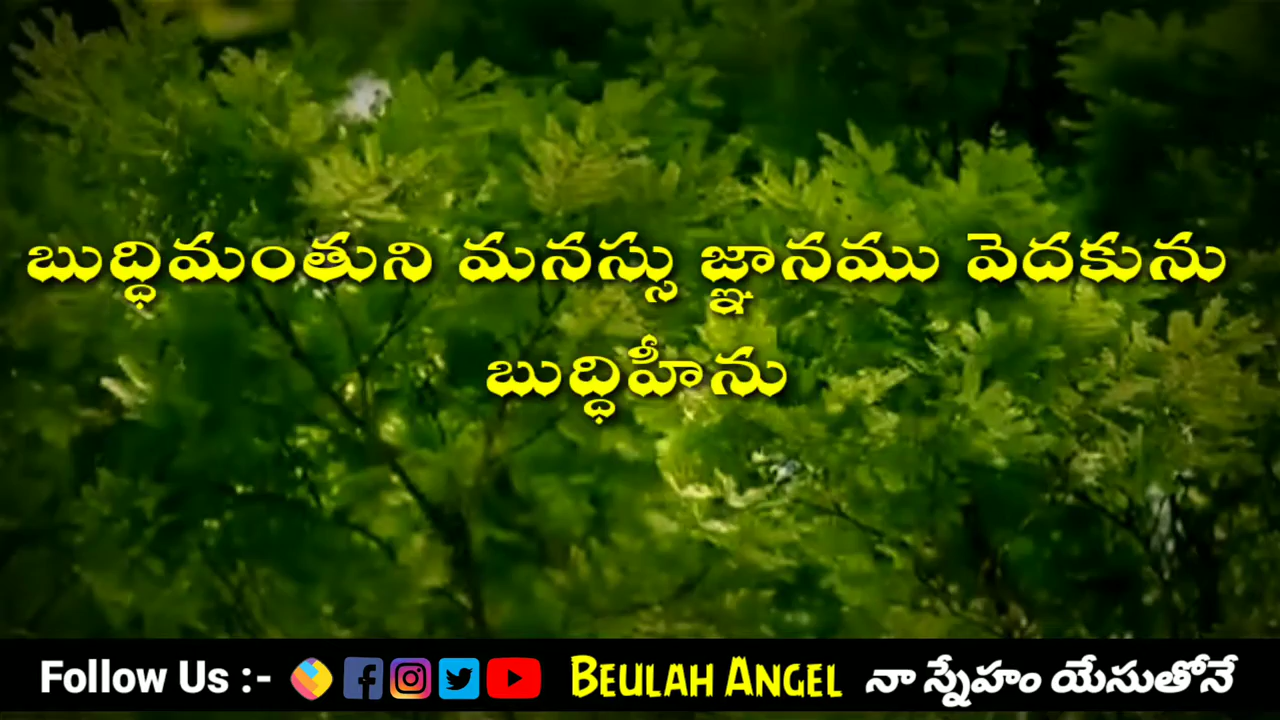 బుద్ధిమంతుని మనస్సు జ్ఞానము వెదకును
బుద్ధిహీను
Follow Us :- BEULAH ANGEL నా స్నేహం యేసుతోనే